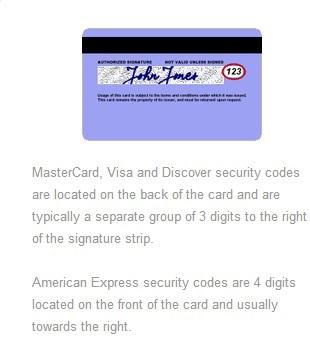 AUTHORIZED SIGNATURE NOT VALID UNLESS SIGNED
John Jones 123
Usage of this card is subject to the terms and conditions under which it was issued.
This card remains the property of its issuer, and must be returned upon request.
MasterCard, Visa and Discover security codes
are located on the back of the card and are
typically a separate group of 3 digits to the right
of the signature strip.
American Express security codes are 4 digits
located on the front of the card and usually
towards the right.